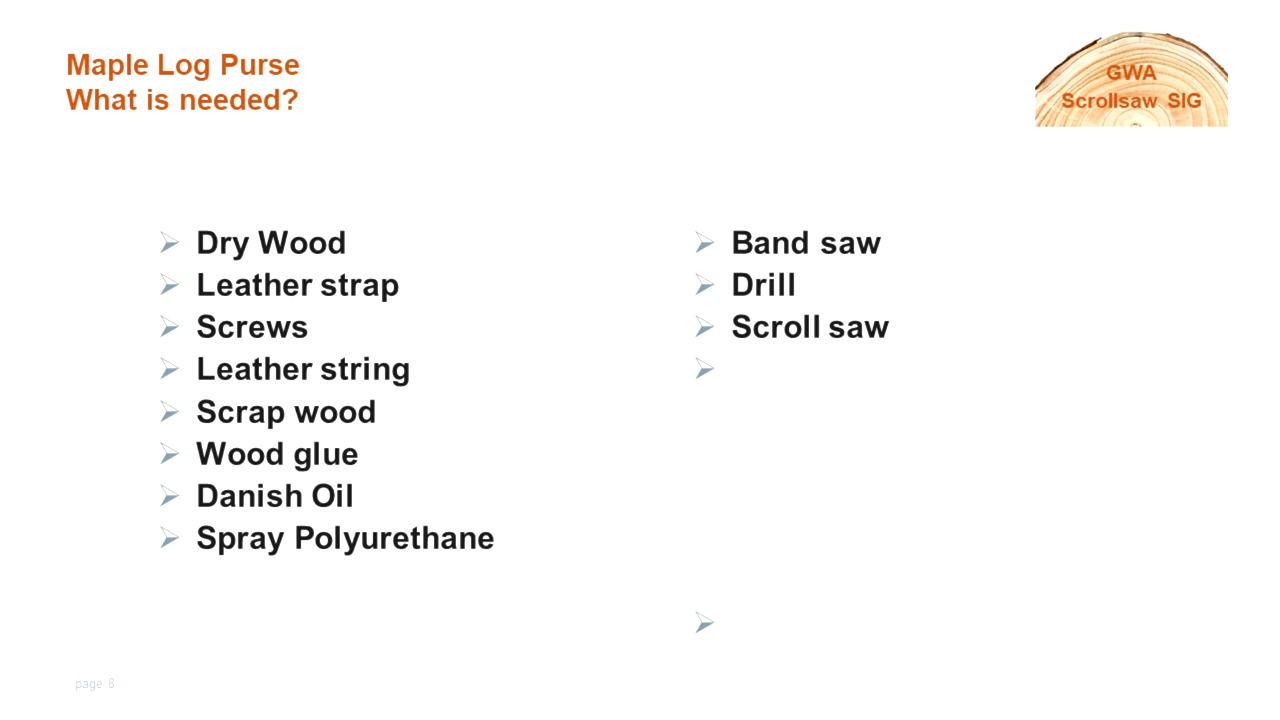 Maple Log Purse
What is needed?
GWA
Scrollsaw SIG
Dry Wood
Leather strap
Screws
Leather string
Scrap wood
Wood glue
Danish Oil
Spray Polyurethane
Band saw
Drill
Scroll saw
page 8